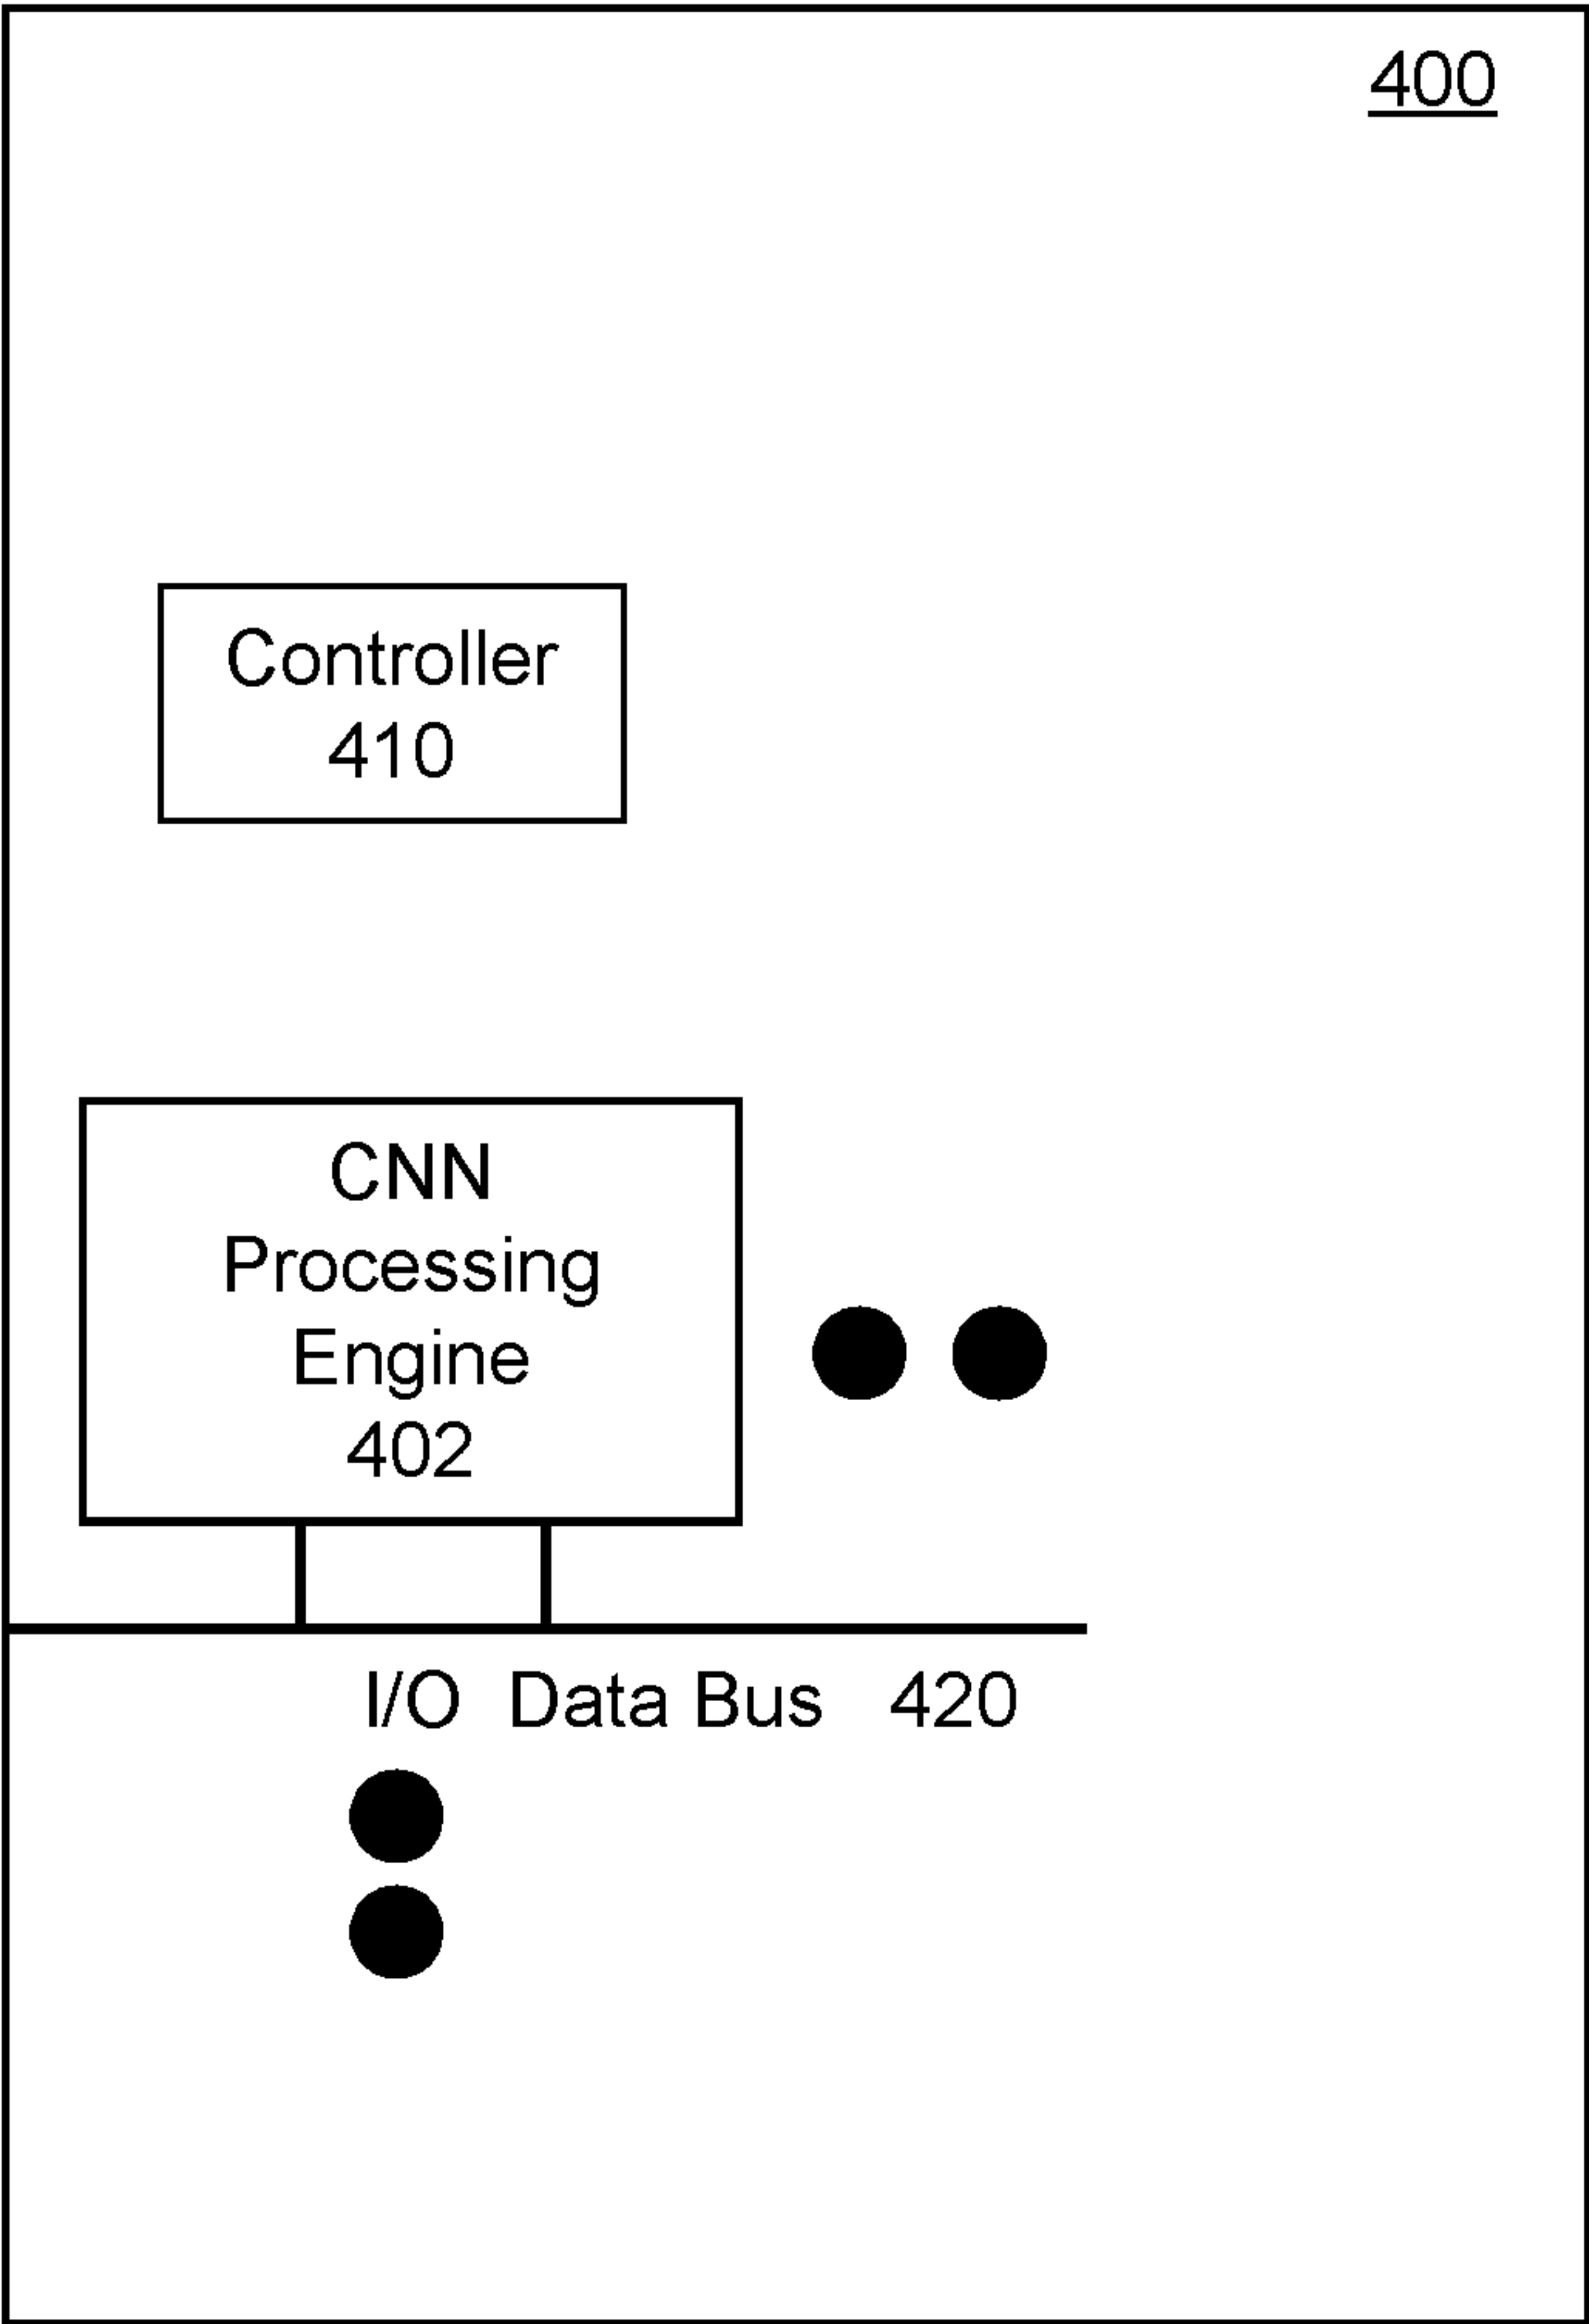 400
Controller
410
CNN
Processing
Engine
402
I/O Data Bus 420